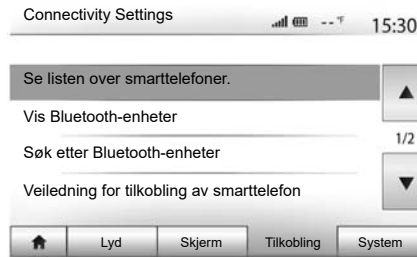 Connectivity Settings
--°F 15:30
Se listen over smarttelefoner.
Vis Bluetooth-enheter
1/2
Søk etter Bluetooth-enheter
Veiledning for tilkobling av smarttelefon
Lyd Skjerm Tilkobling System